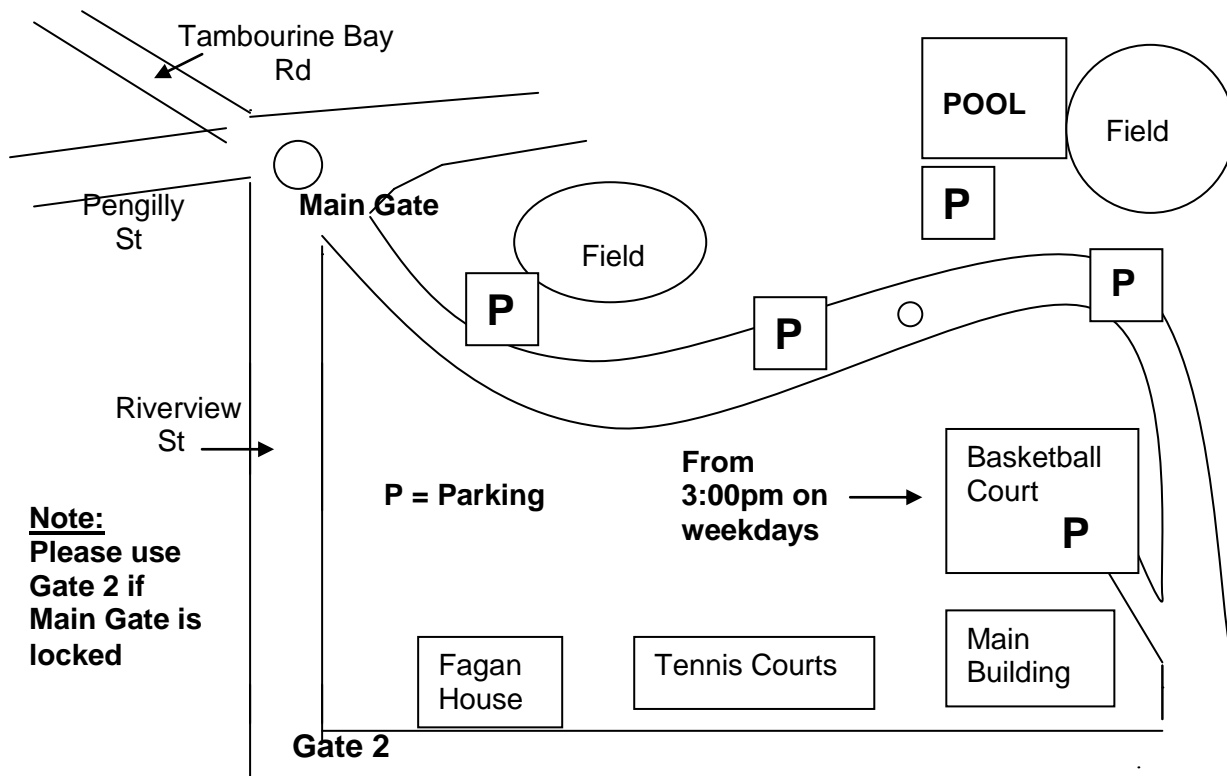 Tambourine Bay
Rd
POOL
Field
P
Pengilly
St
Main Gate
Field
P
P
P
Riverview
St
P = Parking
From
3:00pm on
weekdays
Basketball
Court
P
Note:
Please use
Gate 2 if
Main Gate is
locked
Fagan
House
Tennis Courts
Main
Building
Gate 2